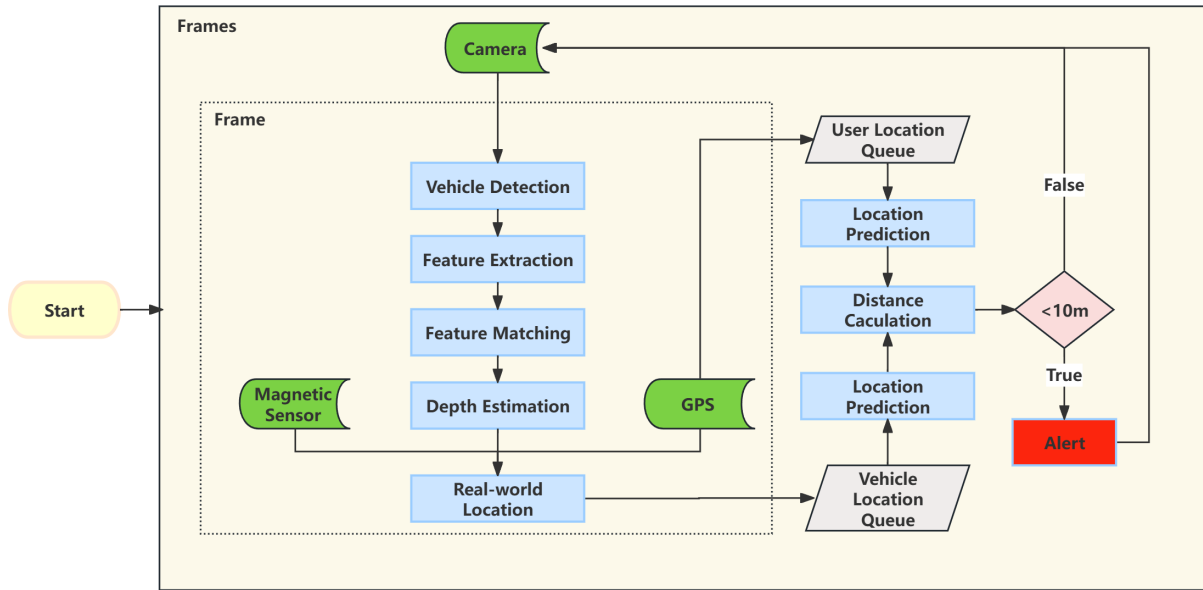 Frames
Camera
Frame
User Location
Queue
Vehicle Detection
Location
Prediction
False
Feature Extraction
Start
Distance
Caculation
<10m
Feature Matching
True
Magnetic
Sensor
Depth Estimation
GPS
Location
Prediction
Alert
Real-world
Location
Vehicle
Location
Queue